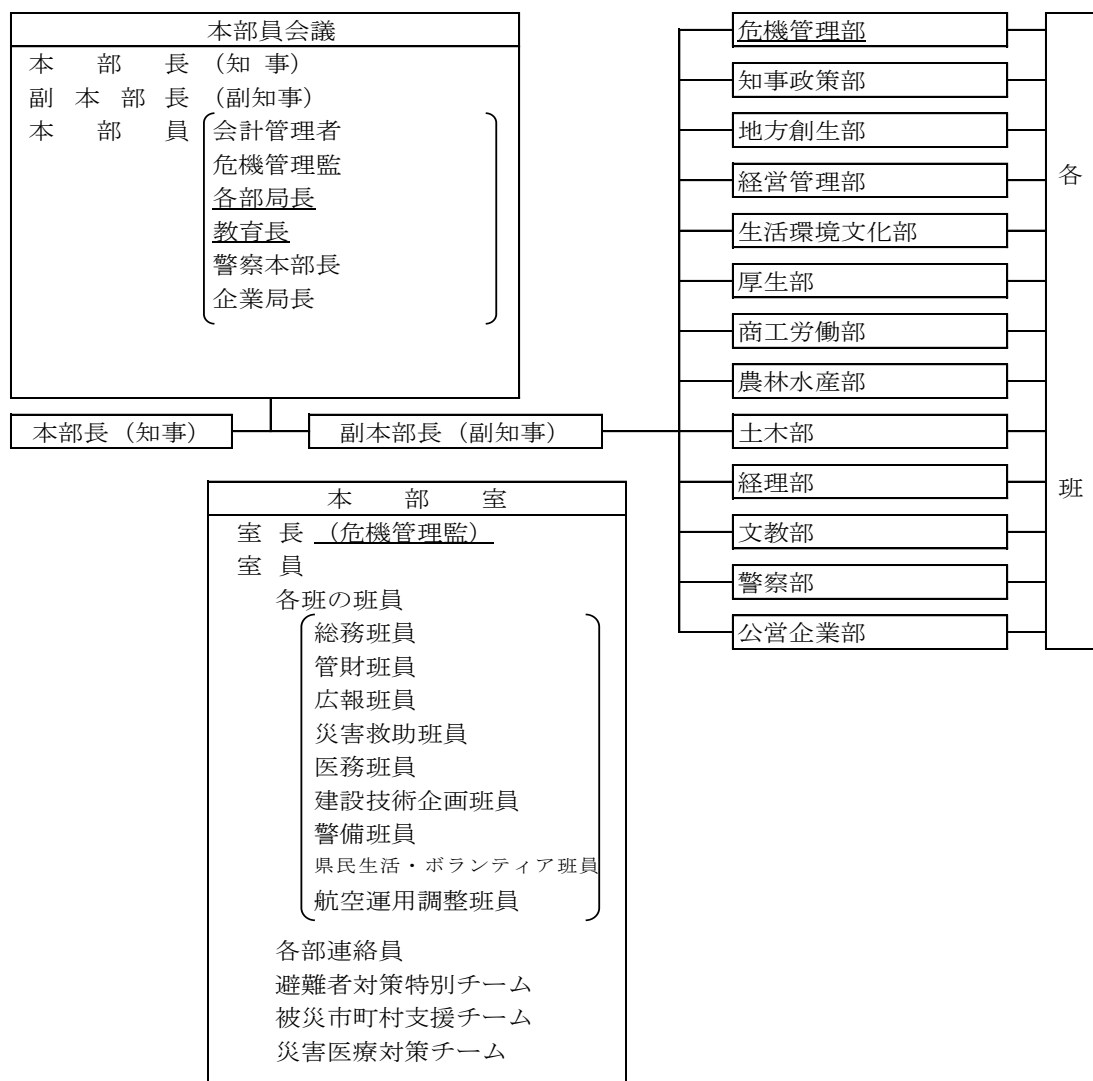 本部員会議
本部長（知事）
副本部長（副知事）
本部員 会計管理者
危機管理監
各部局長
教育長
警察本部長
企業局長
本部長（知事）
副本部長（副知事）
危機管理部
知事政策部
地方創生部
経営管理部
生活環境文化部
厚生部
商工労働部
農林水産部
土木部
経理部
文教部
警察部
公営企業部
各班
本部室
室長（危機管理監）
室員
各班の班員
総務班員
管財班員
広報班員
災害救助班員
医務班員
建設技術企画班員
警備班員
県民生活・ボランティア班員
航空運用調整班員
各部連絡員
避難者対策特別チーム
被災市町村支援チーム
災害医療対策チーム